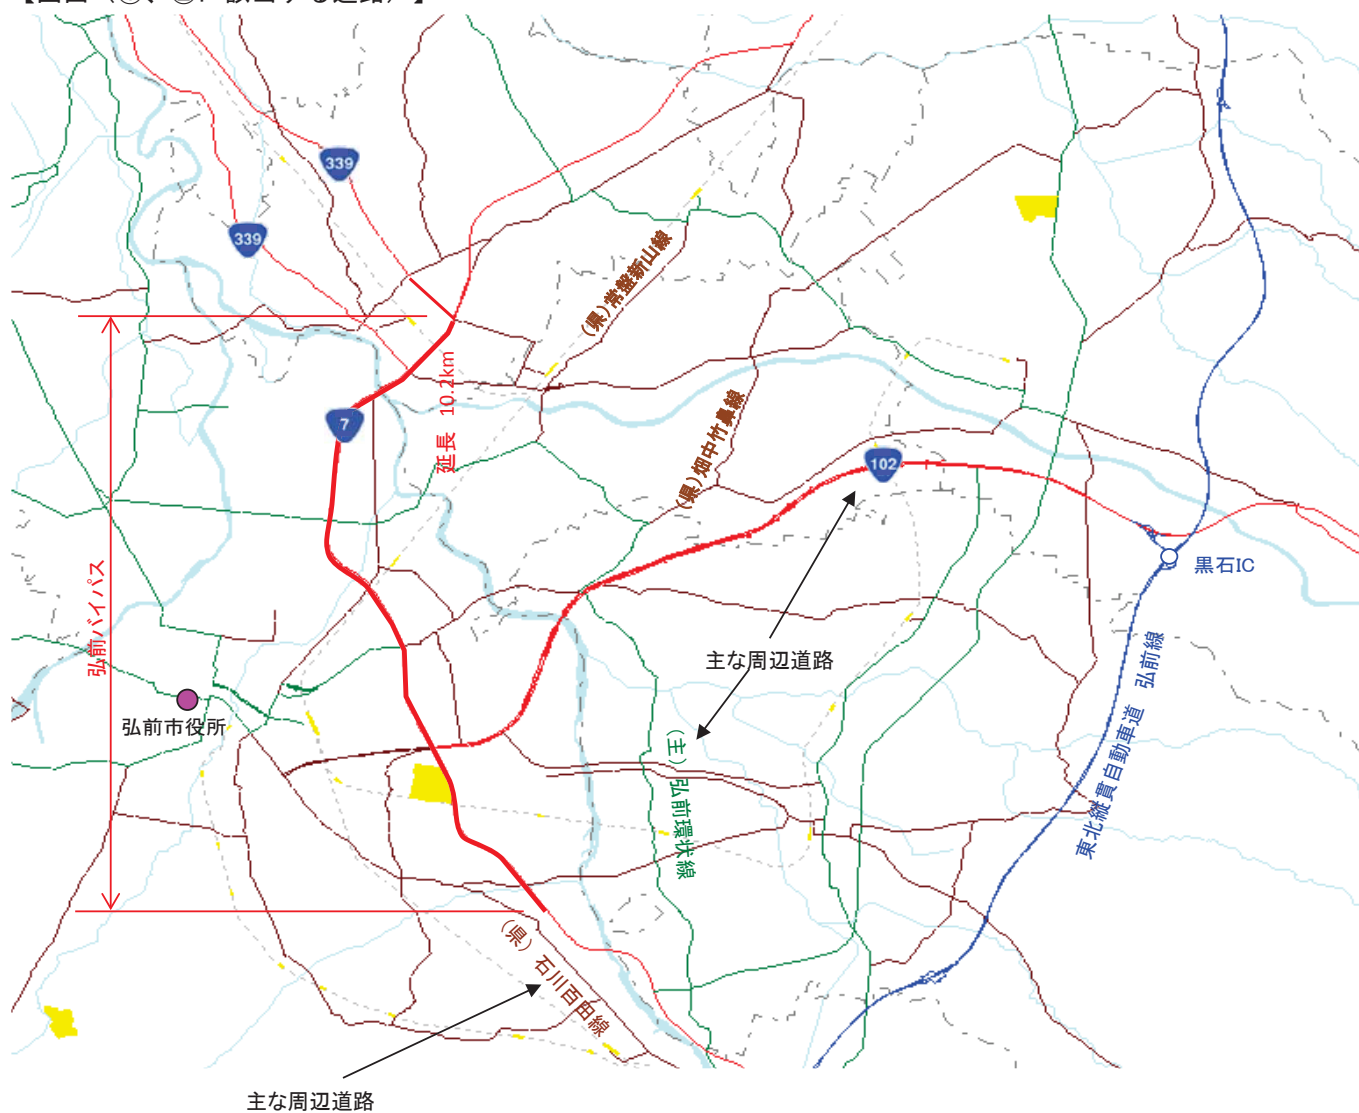 339
339
(県)常盤新山線
延長 10.2km
7
(県)畑中竹鼻線
102
黒石IC
弘前バイパス
主な周辺道路
東北縦貫自動車道 弘前線
弘前市役所
(主)弘前環状線
(県)石川百田線
主な周辺道路